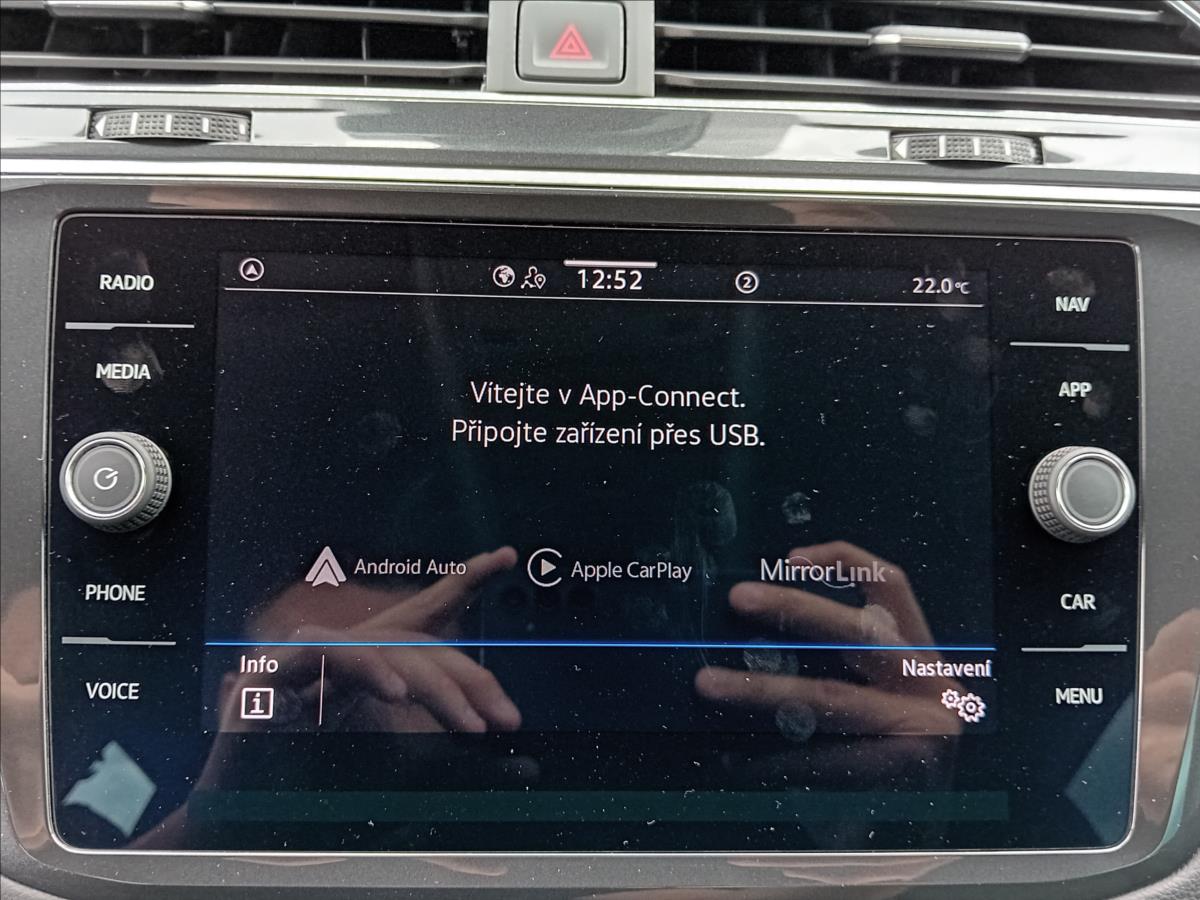 RADIO
MEDIA
PHONE
VOICE
12:52
2
22.0°C
Vítejte v App-Connect.
Připojte zařízení přes USB.
Android Auto
Apple CarPlay
MirrorLink
Info
i
Nastavení
NAV
APP
CAR
MENU